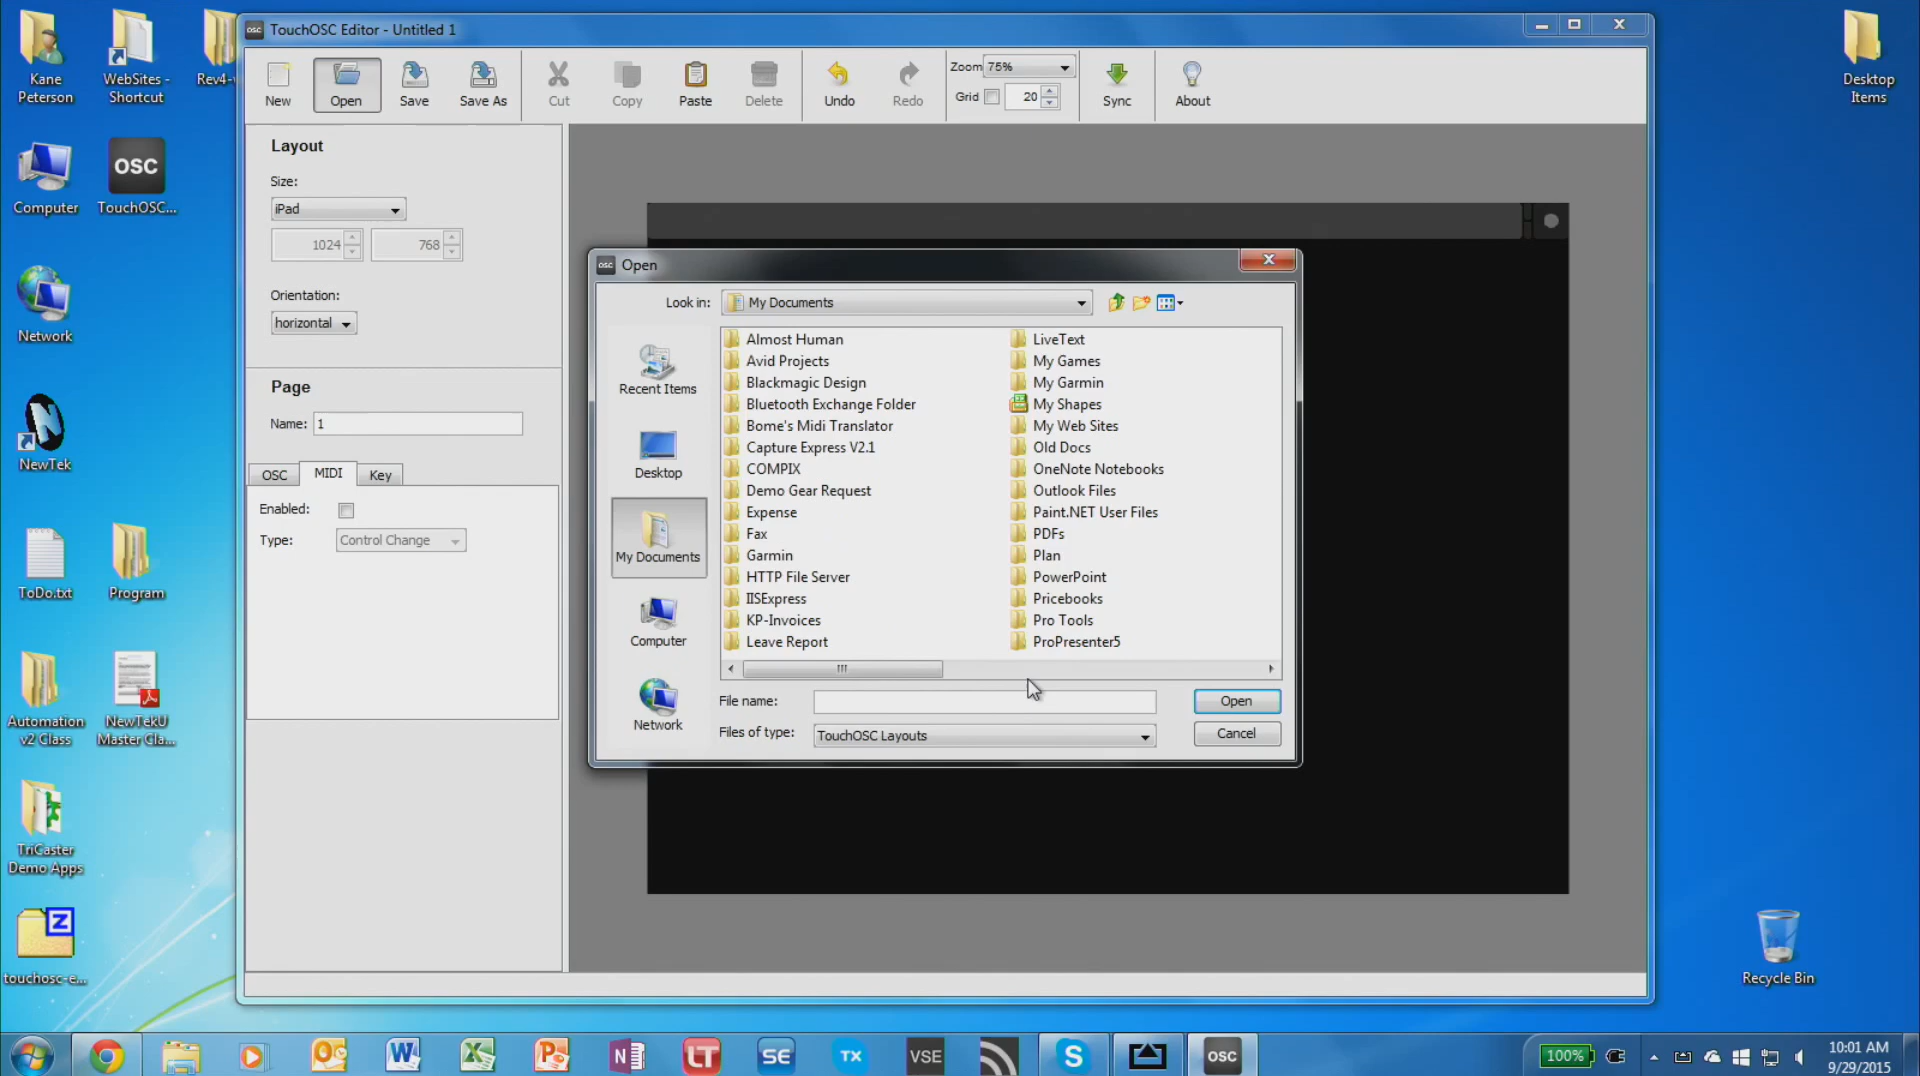 Kane
Peterson
WebSites -
Shortcut
Rev4-
Computer
OSC
TouchOSC...
Network
NewTek
ToDo.txt
Program
Automation
v2 Class
NewTekU
Master Cla...
TriCaster
Demo Apps
Z
touchosc-e...
Desktop
Items
Recycle Bin
OSC TouchOSC Editor - Untitled 1
New
Open
Save
Save As
Cut
Copy
Paste
Delete
Undo
Redo
Zoom 75%
Grid 20
Sync
About
Layout
Size:
iPad
1024 768
Orientation:
horizontal
Page
Name: 1
OSC MIDI Key
Enabled:
Type: Control Change
OSC Open
Look in: My Documents
Recent Items
Desktop
My Documents
Computer
Network
Almost Human
Avid Projects
Blackmagic Design
Bluetooth Exchange Folder
Bome's Midi Translator
Capture Express V2.1
COMPIX
Demo Gear Request
Expense
Fax
Garmin
HTTP File Server
IISExpress
KP-Invoices
Leave Report
LiveText
My Games
My Garmin
My Shapes
My Web Sites
Old Docs
OneNote Notebooks
Outlook Files
Paint.NET User Files
PDFs
Plan
PowerPoint
Pricebooks
Pro Tools
ProPresenter5
File name:
Open
Files of type: TouchOSC Layouts
Cancel
LT
SE
TX
VSE
OSC
100%
10:01 AM
9/29/2015